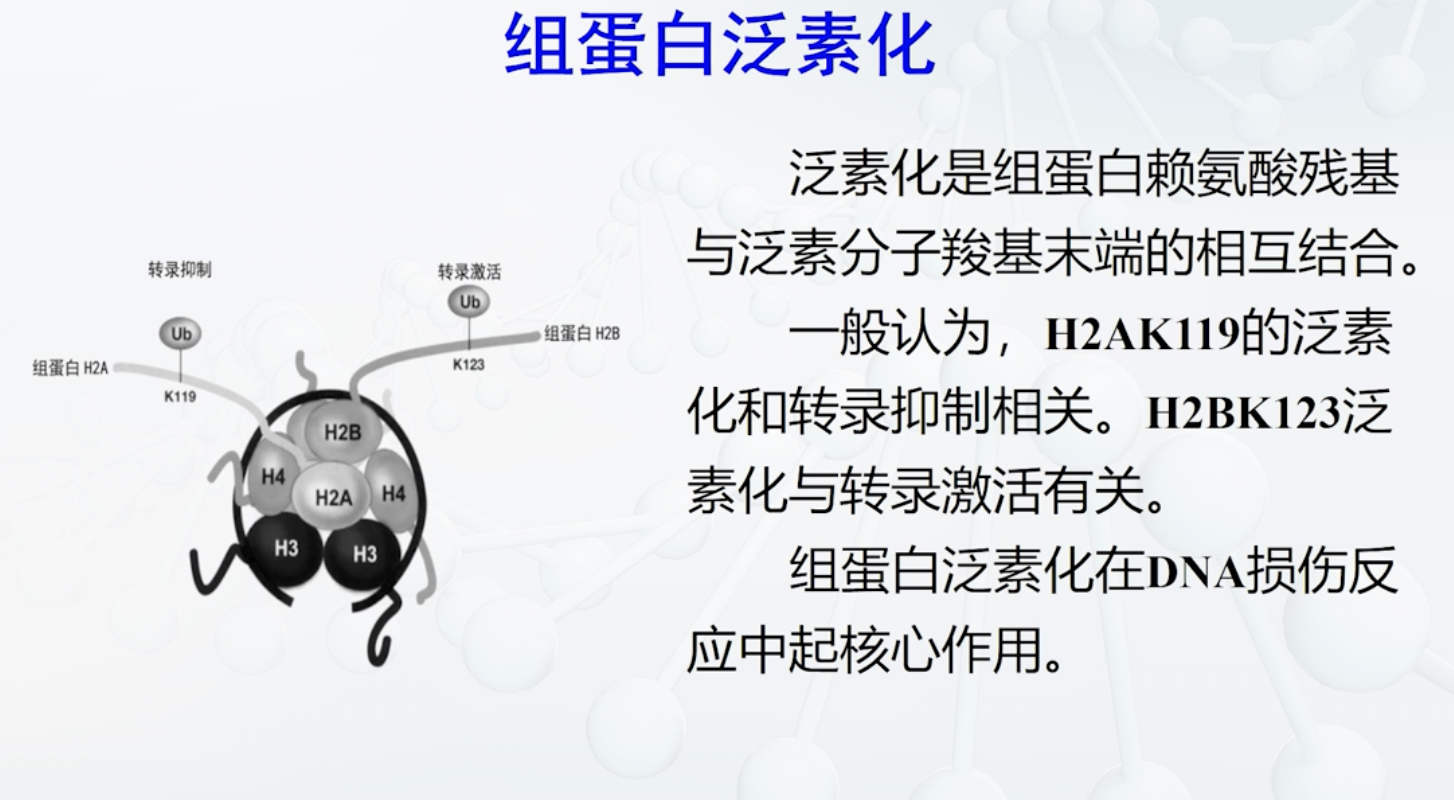 组蛋白泛素化
泛素化是组蛋白赖氨酸残基
与泛素分子羧基末端的相互结合。
一般认为，H2AK119的泛素
化和转录抑制相关。H2BK123泛
素化与转录激活有关。
组蛋白泛素化在DNA损伤反
应中起核心作用。
转录抑制
转录激活
Ub
Ub
组蛋白 H2B
组蛋白 H2A
K123
K119
H2B
H4
H2A
H4
H3
H3